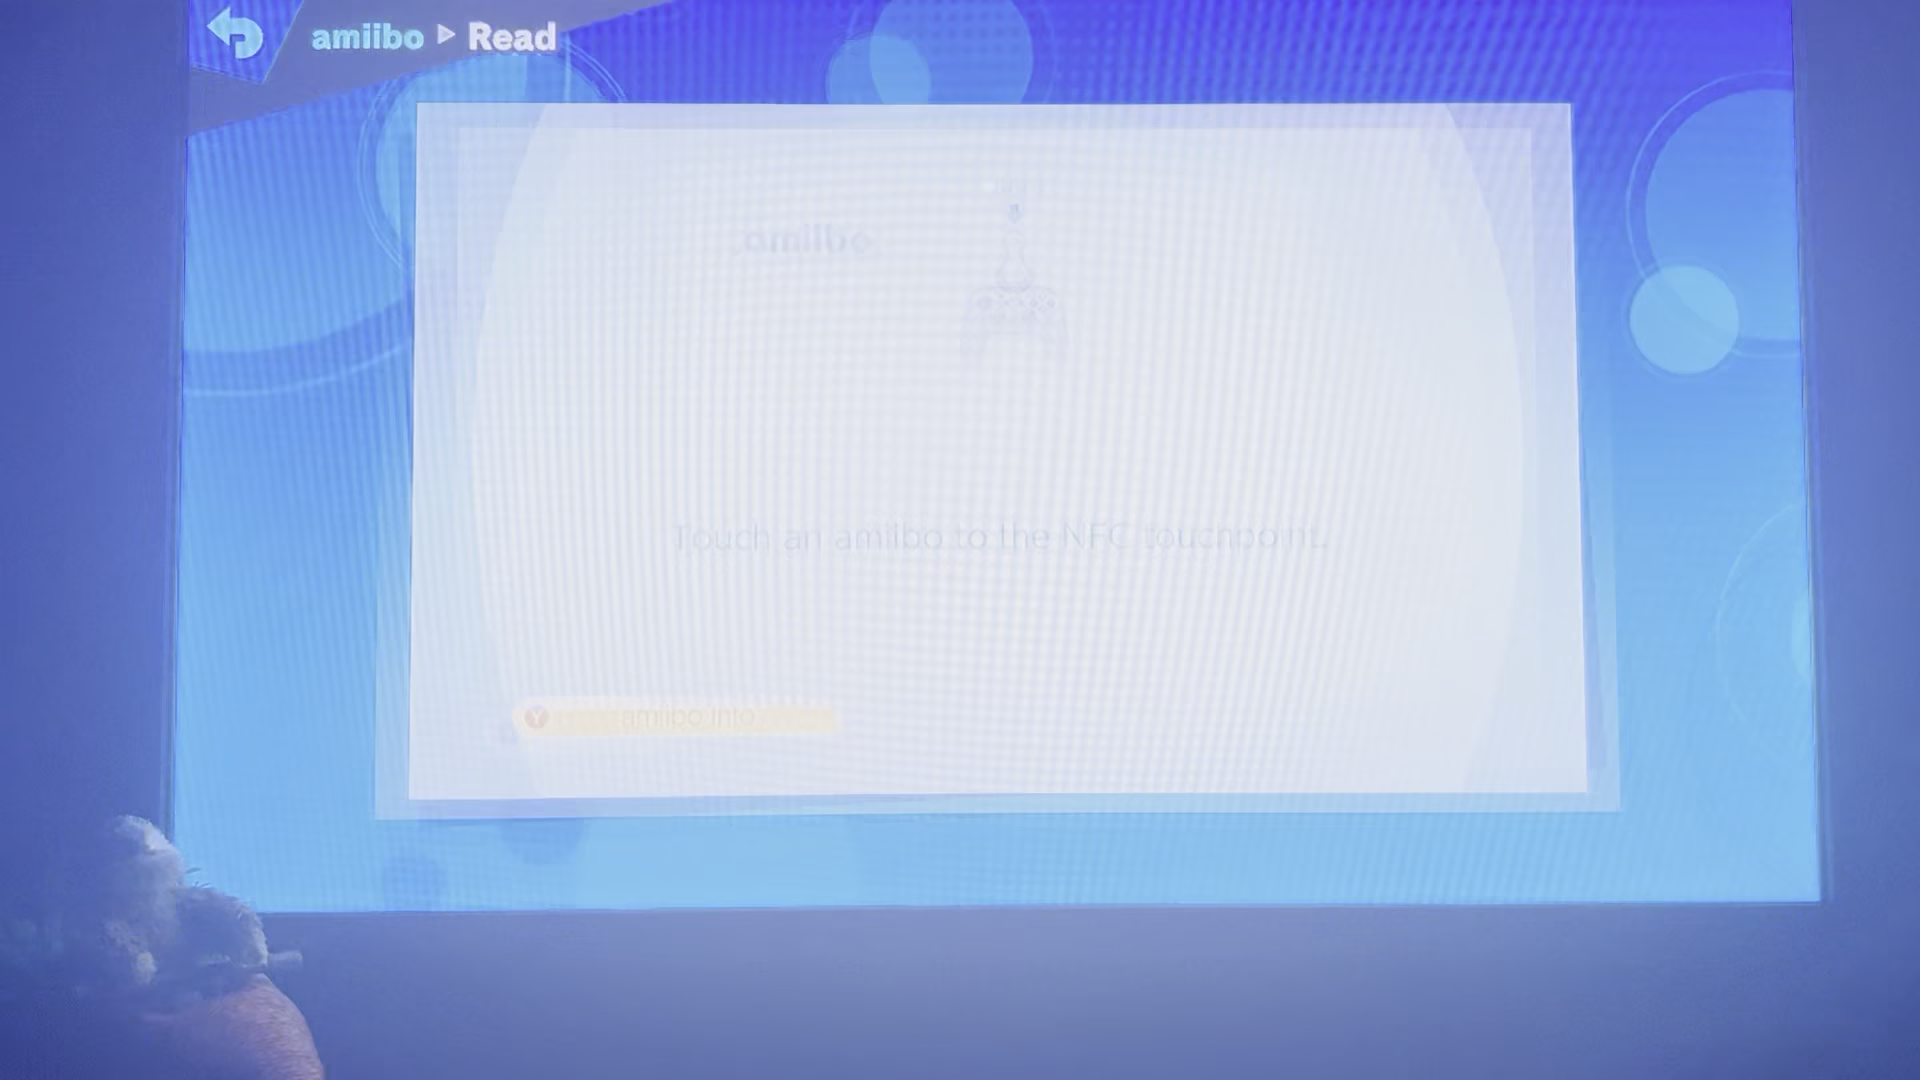 amiibo ▷ Read
amiibo
Touch an amiibo to the NFC touchpoint.
Y amiibo Info